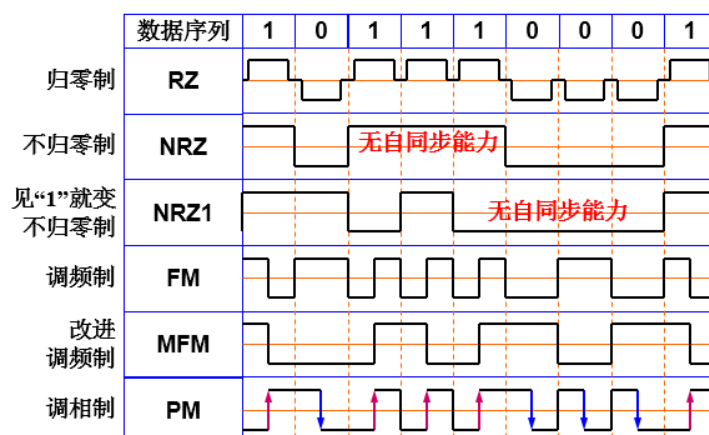 数据序列 1 0 1 1 1 0 0 0 1
归零制 RZ
不归零制 NRZ 无自同步能力
见“1”就变
不归零制 NRZ1 无自同步能力
调频制 FM
改进
调频制 MFM
调相制 PM